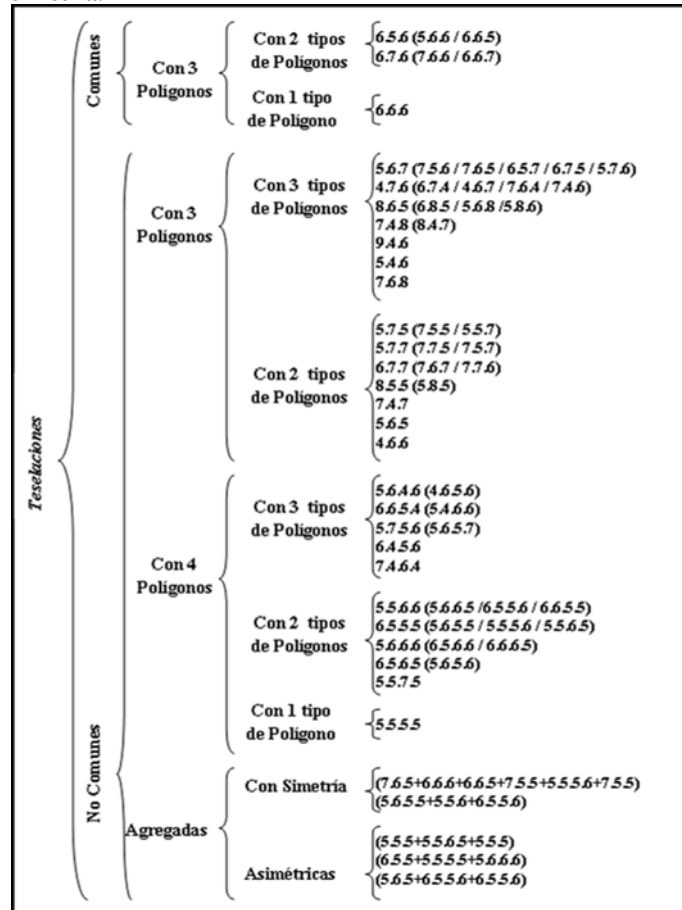 Teselaciones
Comunes
Con 3
Polígonos
Con 2 tipos
de Polígonos
6.5.6 (5.6.6 / 6.6.5)
6.7.6 (7.6.6 / 6.6.7)
Con 1 tipo
de Polígono
6.6.6
No Comunes
Con 3
Polígonos
Con 3 tipos
de Polígonos
5.6.7 (7.5.6 / 7.6.5 / 6.5.7 / 6.7.5 / 5.7.6)
4.7.6 (6.7.4 / 4.6.7 / 7.6.4 / 7.4.6)
8.6.5 (6.8.5 / 5.6.8 /5.8.6)
7.4.8 (8.4.7)
9.4.6
5.4.6
7.6.8
Con 2 tipos
de Polígonos
5.7.5 (7.5.5 / 5.5.7)
5.7.7 (7.7.5 / 7.5.7)
6.7.7 (7.6.7 / 7.7.6)
8.5.5 (5.8.5)
7.4.7
5.6.5
4.6.6
Con 4
Polígonos
Con 3 tipos
de Polígonos
5.6.4.6 (4.6.5.6)
6.6.5.4 (5.4.6.6)
5.7.5.6 (5.6.5.7)
6.4.5.6
7.4.6.4
Con 2 tipos
de Polígonos
5.5.6.6 (5.6.6.5 /6.5.5.6 / 6.6.5.5)
6.5.5.5 (5.6.5.5 / 5.5.5.6 / 5.5.6.5)
5.6.6.6 (6.5.6.6 / 6.6.6.5)
6.5.6.5 (5.6.5.6)
5.5.7.5
Con 1 tipo
de Polígono
5.5.5.5
Agregadas
Con Simetría
(7.6.5+6.6.6+6.6.5+7.5.5+5.5.5.6+7.5.5)
(5.6.5.5+5.5.6+6.5.5.6)
Asimétricas
(5.5.5+5.5.6.5+5.5.5)
(6.5.5+5.5.5.5+5.6.6.6)
(5.6.5+6.5.5.6+6.5.5.6)